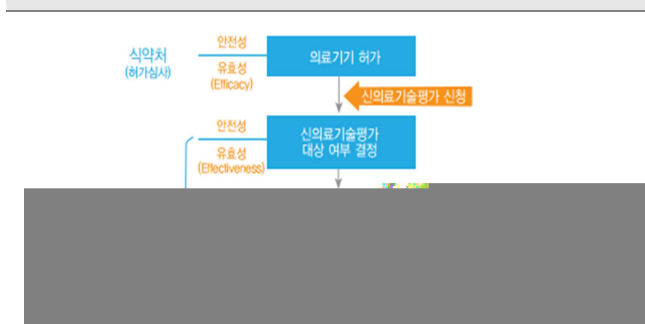 안전성
식약처
(허가심사)
유효성
(Efficacy)
의료기기 허가
신의료기술평가 신청
안전성
유효성
(Effectiveness)
신의료기술평가
대상 여부 결정